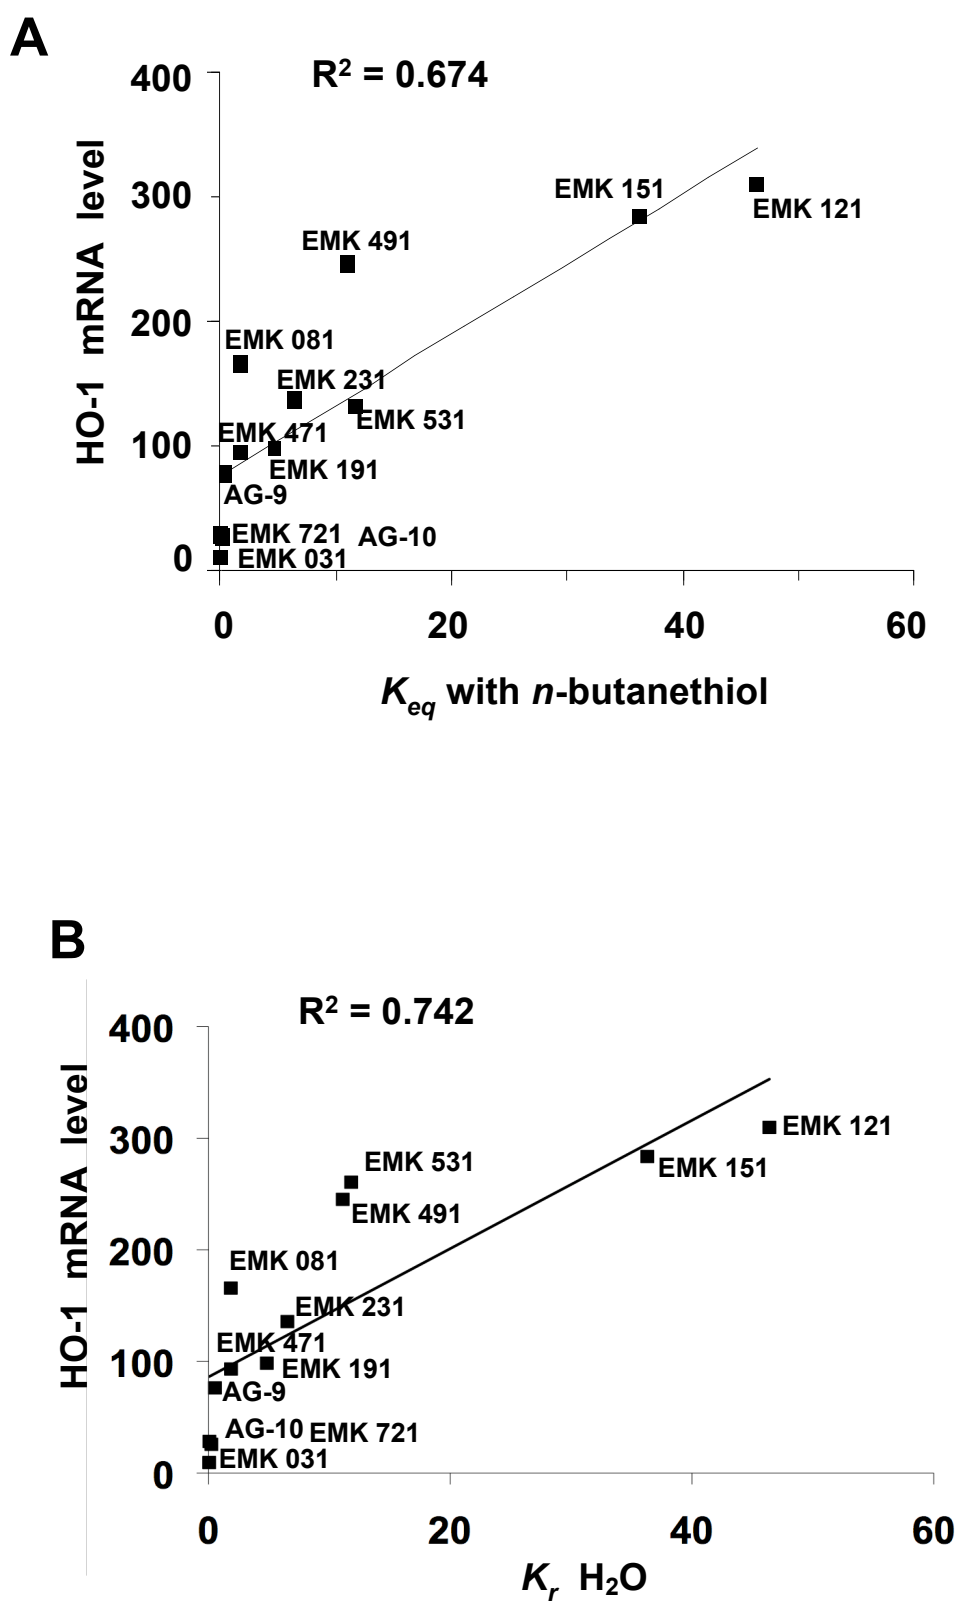 A
R² = 0.674
400
300
200
100
0
HO-1 mRNA level
EMK 151
EMK 121
EMK 491
EMK 081
EMK 231
EMK 531
EMK 471
EMK 191
AG-9
EMK 721 AG-10
EMK 031
0 20 40 60
Keq with n-butanethiol
B
R² = 0.742
400
300
200
100
0
HO-1 mRNA level
EMK 121
EMK 531
EMK 151
EMK 491
EMK 081
EMK 231
EMK 471
EMK 191
AG-9
AG-10 EMK 721
EMK 031
0 20 40 60
Kr H₂O